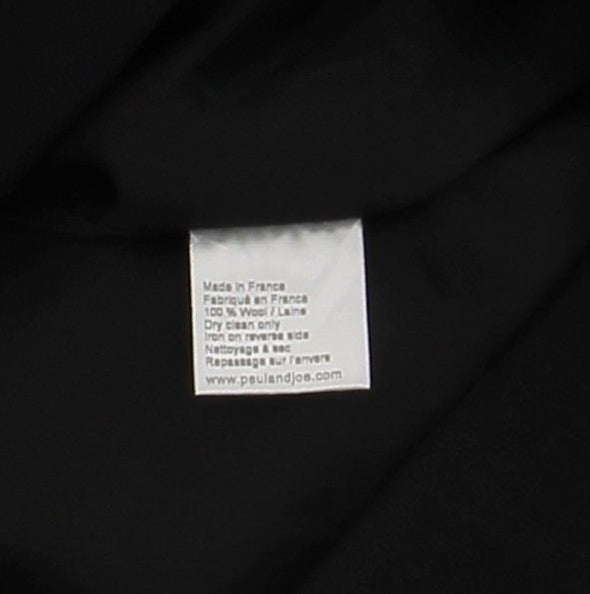 Made in France
Fabriqué en France
100 % Wool / Laine
Dry clean only
Iron on reverse side
Nettoyage à sec
Repassage sur l'envers
www.paulandjoe.com